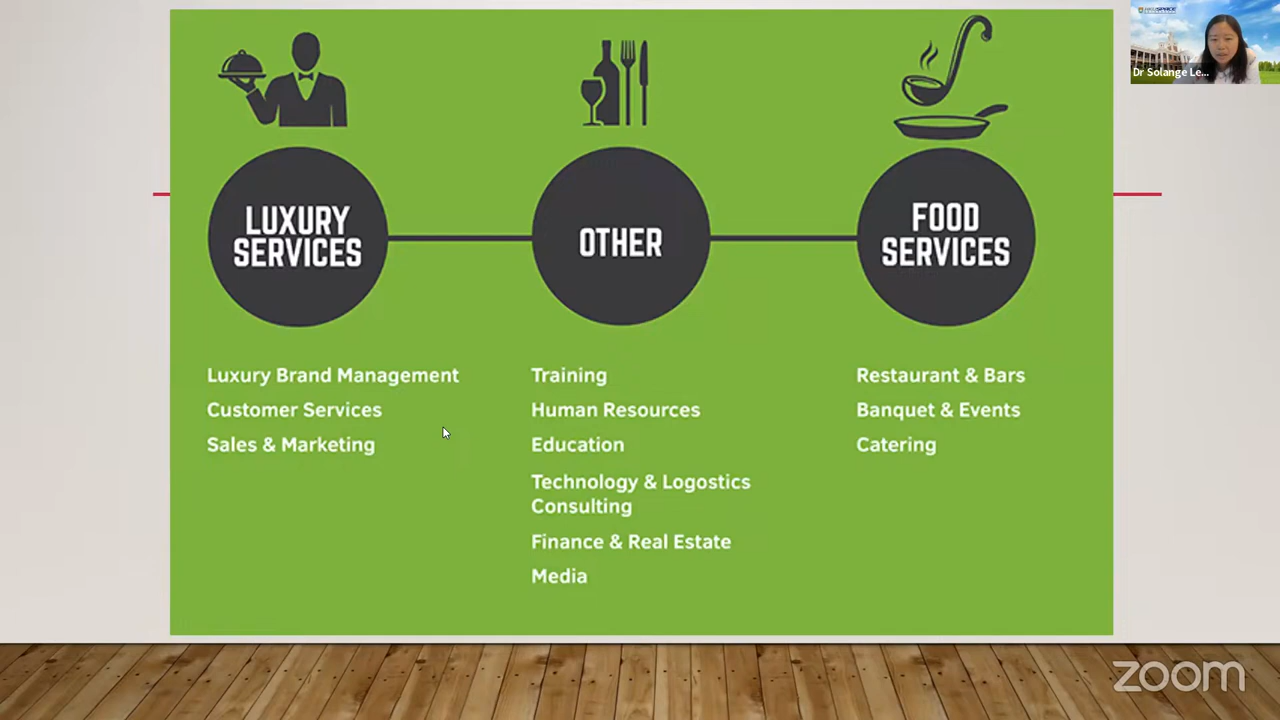 Dr Solange Le...
LUXURY
SERVICES
OTHER
FOOD
SERVICES
Luxury Brand Management
Customer Services
Sales & Marketing
Training
Human Resources
Education
Technology & Logostics
Consulting
Finance & Real Estate
Media
Restaurant & Bars
Banquet & Events
Catering
zoom